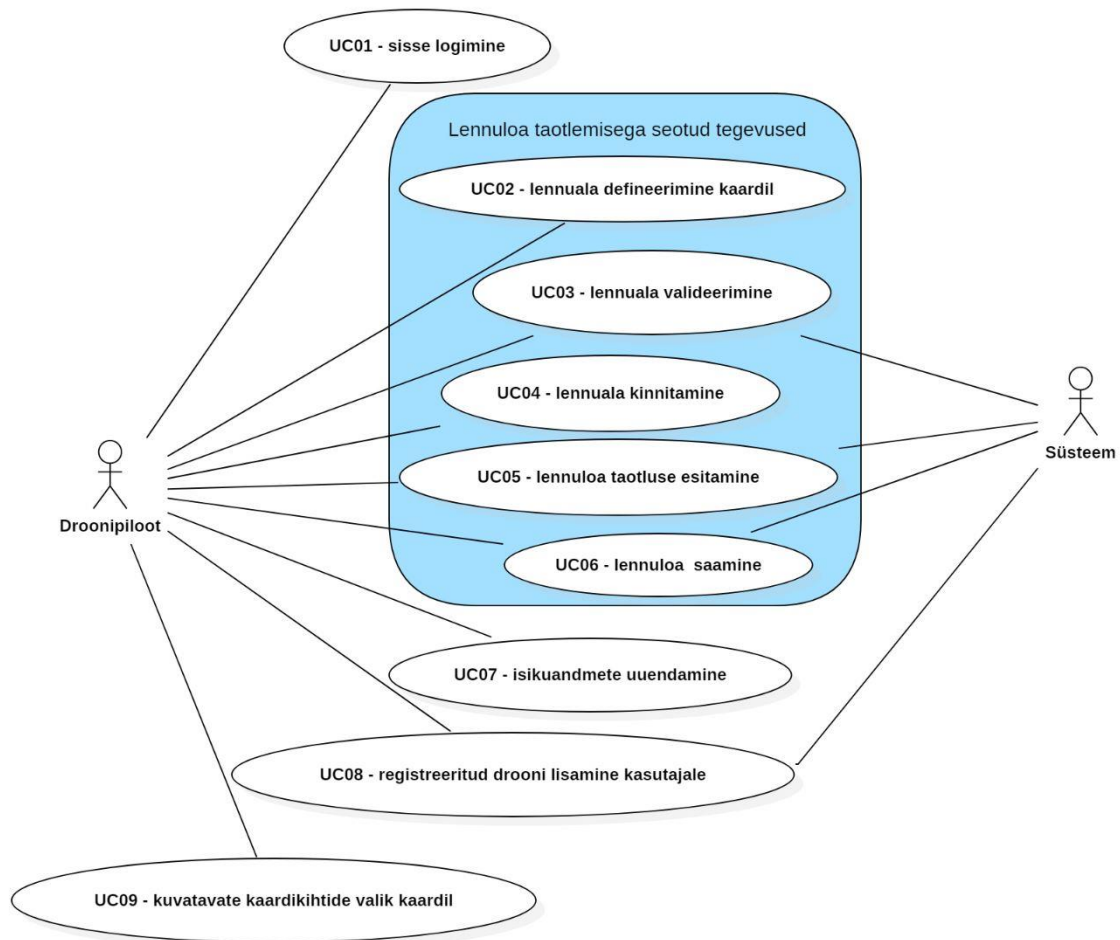 UC01 - sisse logimine
Lennuloa taotlemisega seotud tegevused
UC02 - lennuala defineerimine kaardil
UC03 - lennuala valideerimine
UC04 - lennuala kinnitamine
Süsteem
UC05 - lennuloa taotluse esitamine
Droonipiloot
UC06 - lennuloa saamine
UC07 - isikuandmete uuendamine
UC08 - registreeritud drooni lisamine kasutajale
UC09 - kuvatavate kaardikihtide valik kaardil